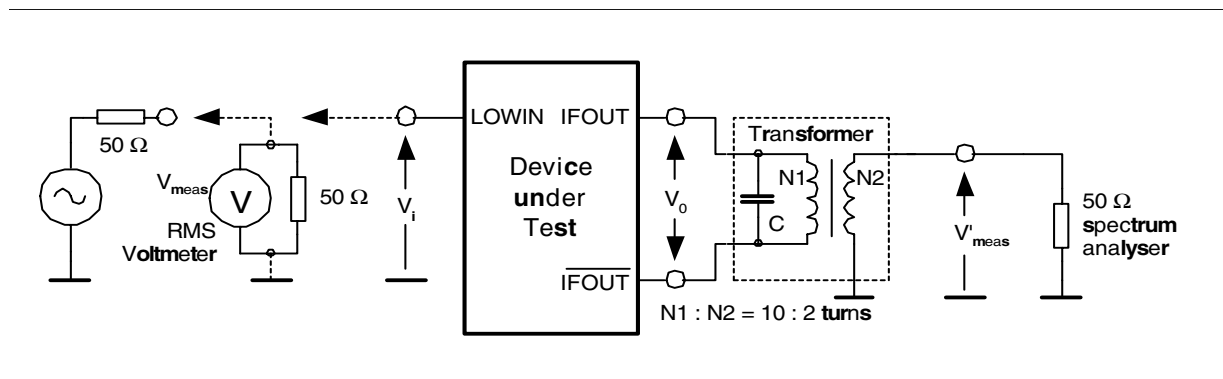 50 Ω
V meas
RMS
Voltmeter
V
50 Ω
Vi
LOWIN IFOUT
Device
under
Test
IFOUT
V0
Transformer
N1 N2
C
N1 : N2 = 10 : 2 turns
V'meas
50 Ω
spectrum
analyser